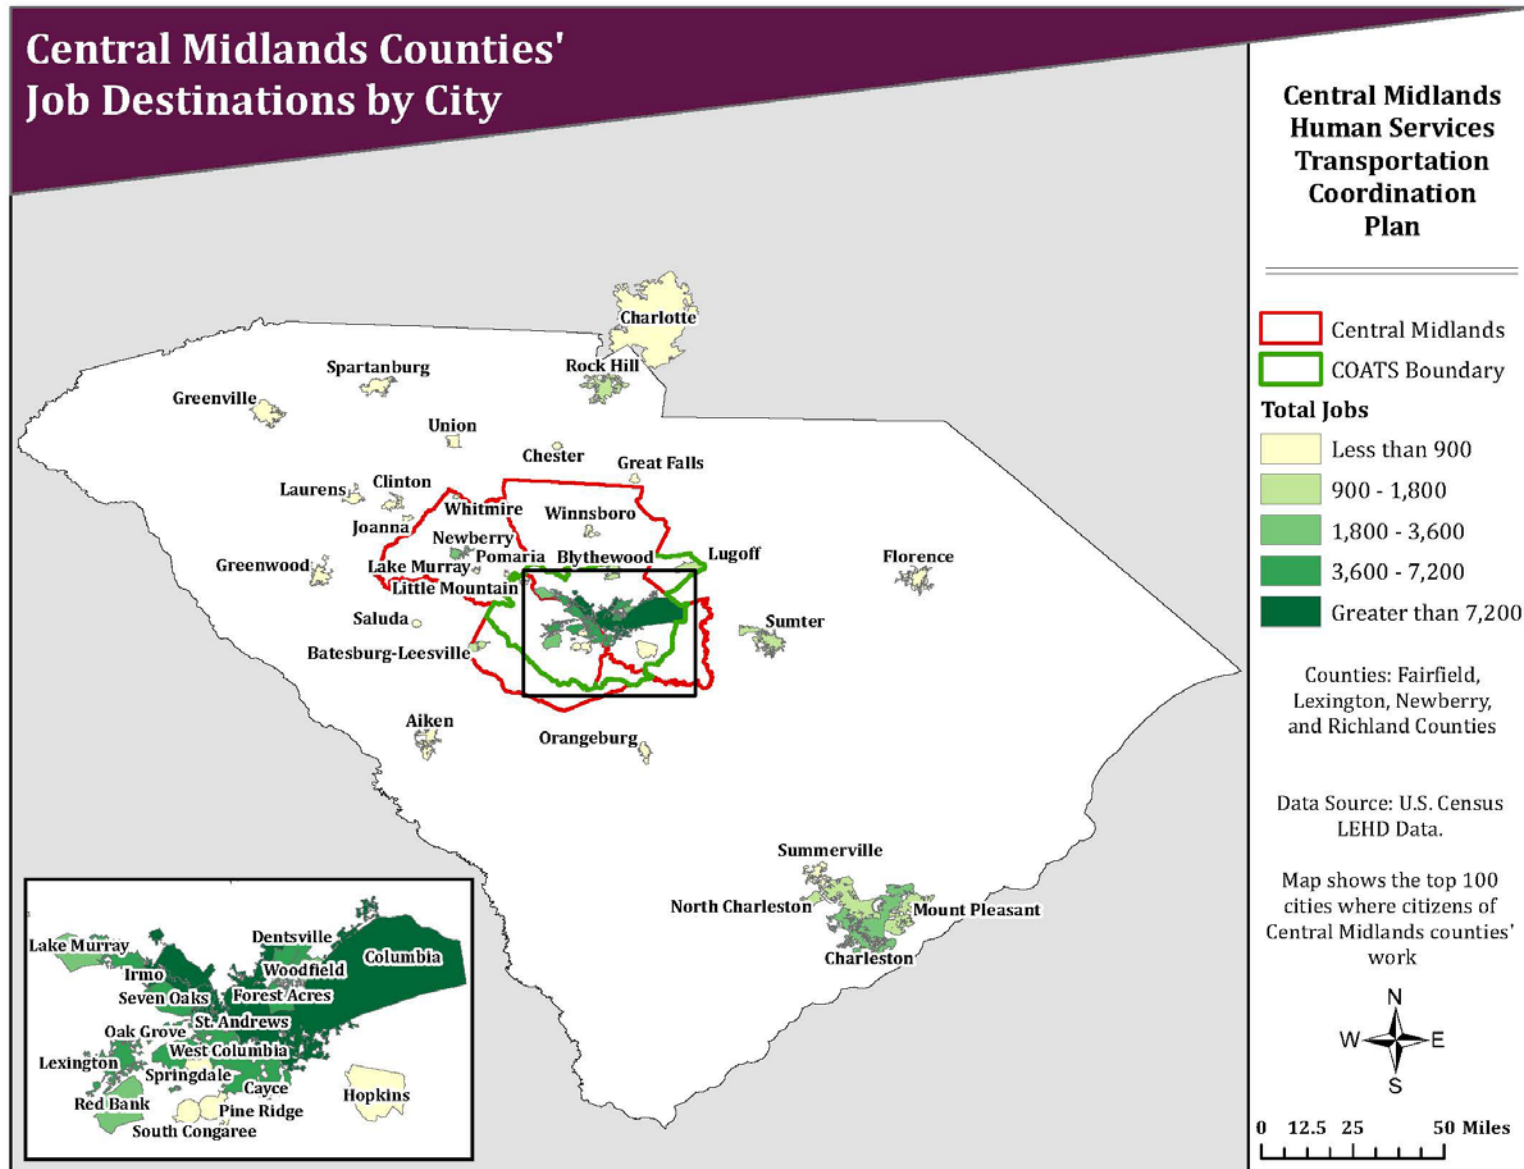 Central Midlands Counties'
Job Destinations by City
Central Midlands
Human Services
Transportation
Coordination
Plan
Central Midlands
COATS Boundary
Total Jobs
Less than 900
900 - 1,800
1,800 - 3,600
3,600 - 7,200
Greater than 7,200
Counties: Fairfield,
Lexington, Newberry,
and Richland Counties
Data Source: U.S. Census
LEHD Data.
Map shows the top 100
cities where citizens of
Central Midlands counties'
work
N
W E
S
0 12.5 25 50 Miles
Charlotte
Rock Hill
Spartanburg
Greenville
Union
Chester
Great Falls
Laurens
Clinton
Whitmire
Joanna
Winnsboro
Newberry
Pomaria
Blythewood
Lugoff
Florence
Greenwood
Lake Murray
Little Mountain
Saluda
Sumter
Batesburg-Leesville
Aiken
Orangeburg
Summerville
North Charleston
Mount Pleasant
Charleston
Lake Murray
Dentsville
Columbia
Irmo
Woodfield
Seven Oaks
Forest Acres
St. Andrews
Oak Grove
West Columbia
Lexington
Springdale
Cayce
Hopkins
Red Bank
Pine Ridge
South Congaree